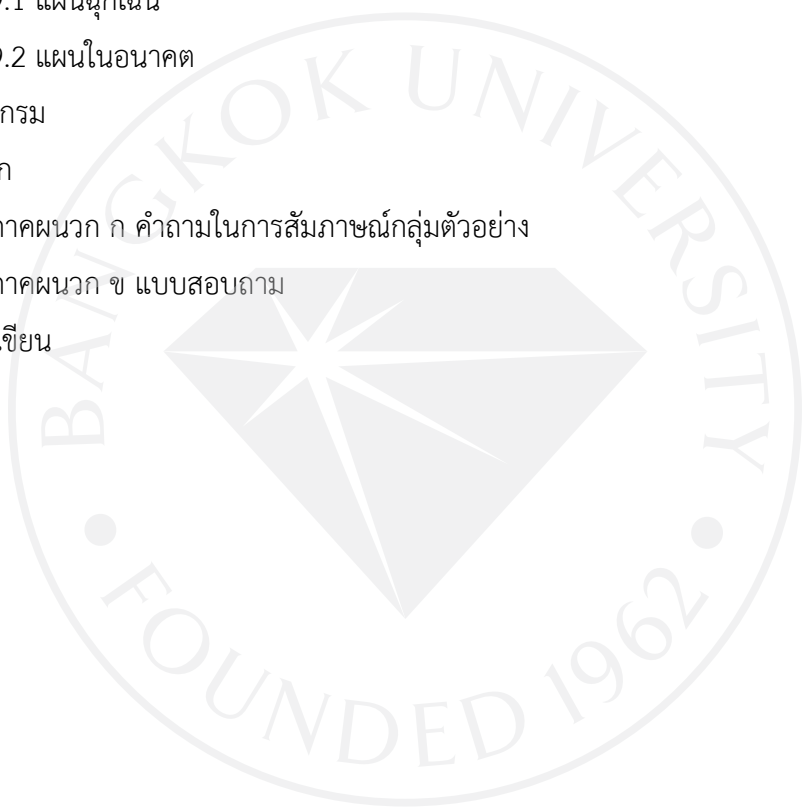 .1 แผนฉุกเฉิน
9.2 แผนในอนาคต
กรม
ก
าคผนวก ก คำถามในการสัมภาษณ์กลุ่มตัวอย่าง
าคผนวก ข แบบสอบถาม
เขียน
BANGKOK UNIVERSITY
FOUNDED 1962